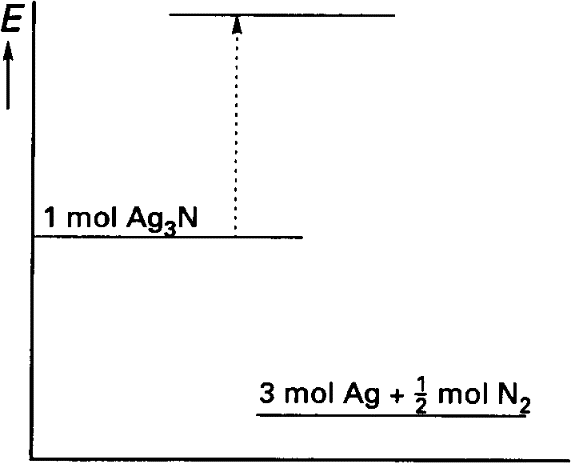 E
1 mol Ag₃N
3 mol Ag + ½ mol N₂